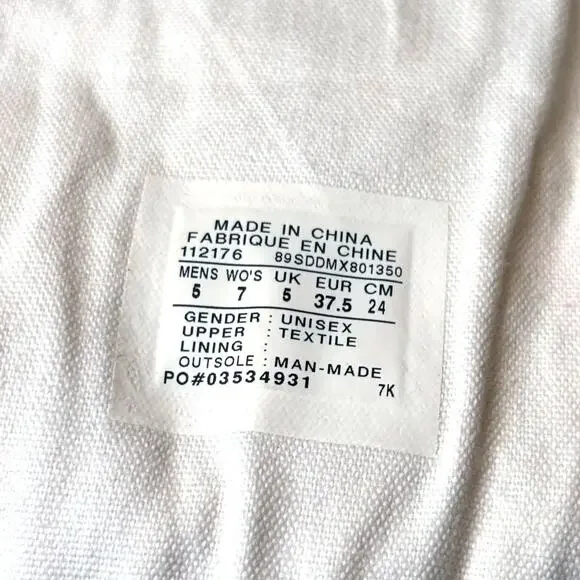 MADE IN CHINA
FABRIQUE EN CHINE
112176 89SDDMX801350
MENS WO'S UK EUR CM
5 7 5 37.5 24
GENDER : UNISEX
UPPER : TEXTILE
LINING :
OUTSOLE : MAN-MADE
PO#03534931 7K